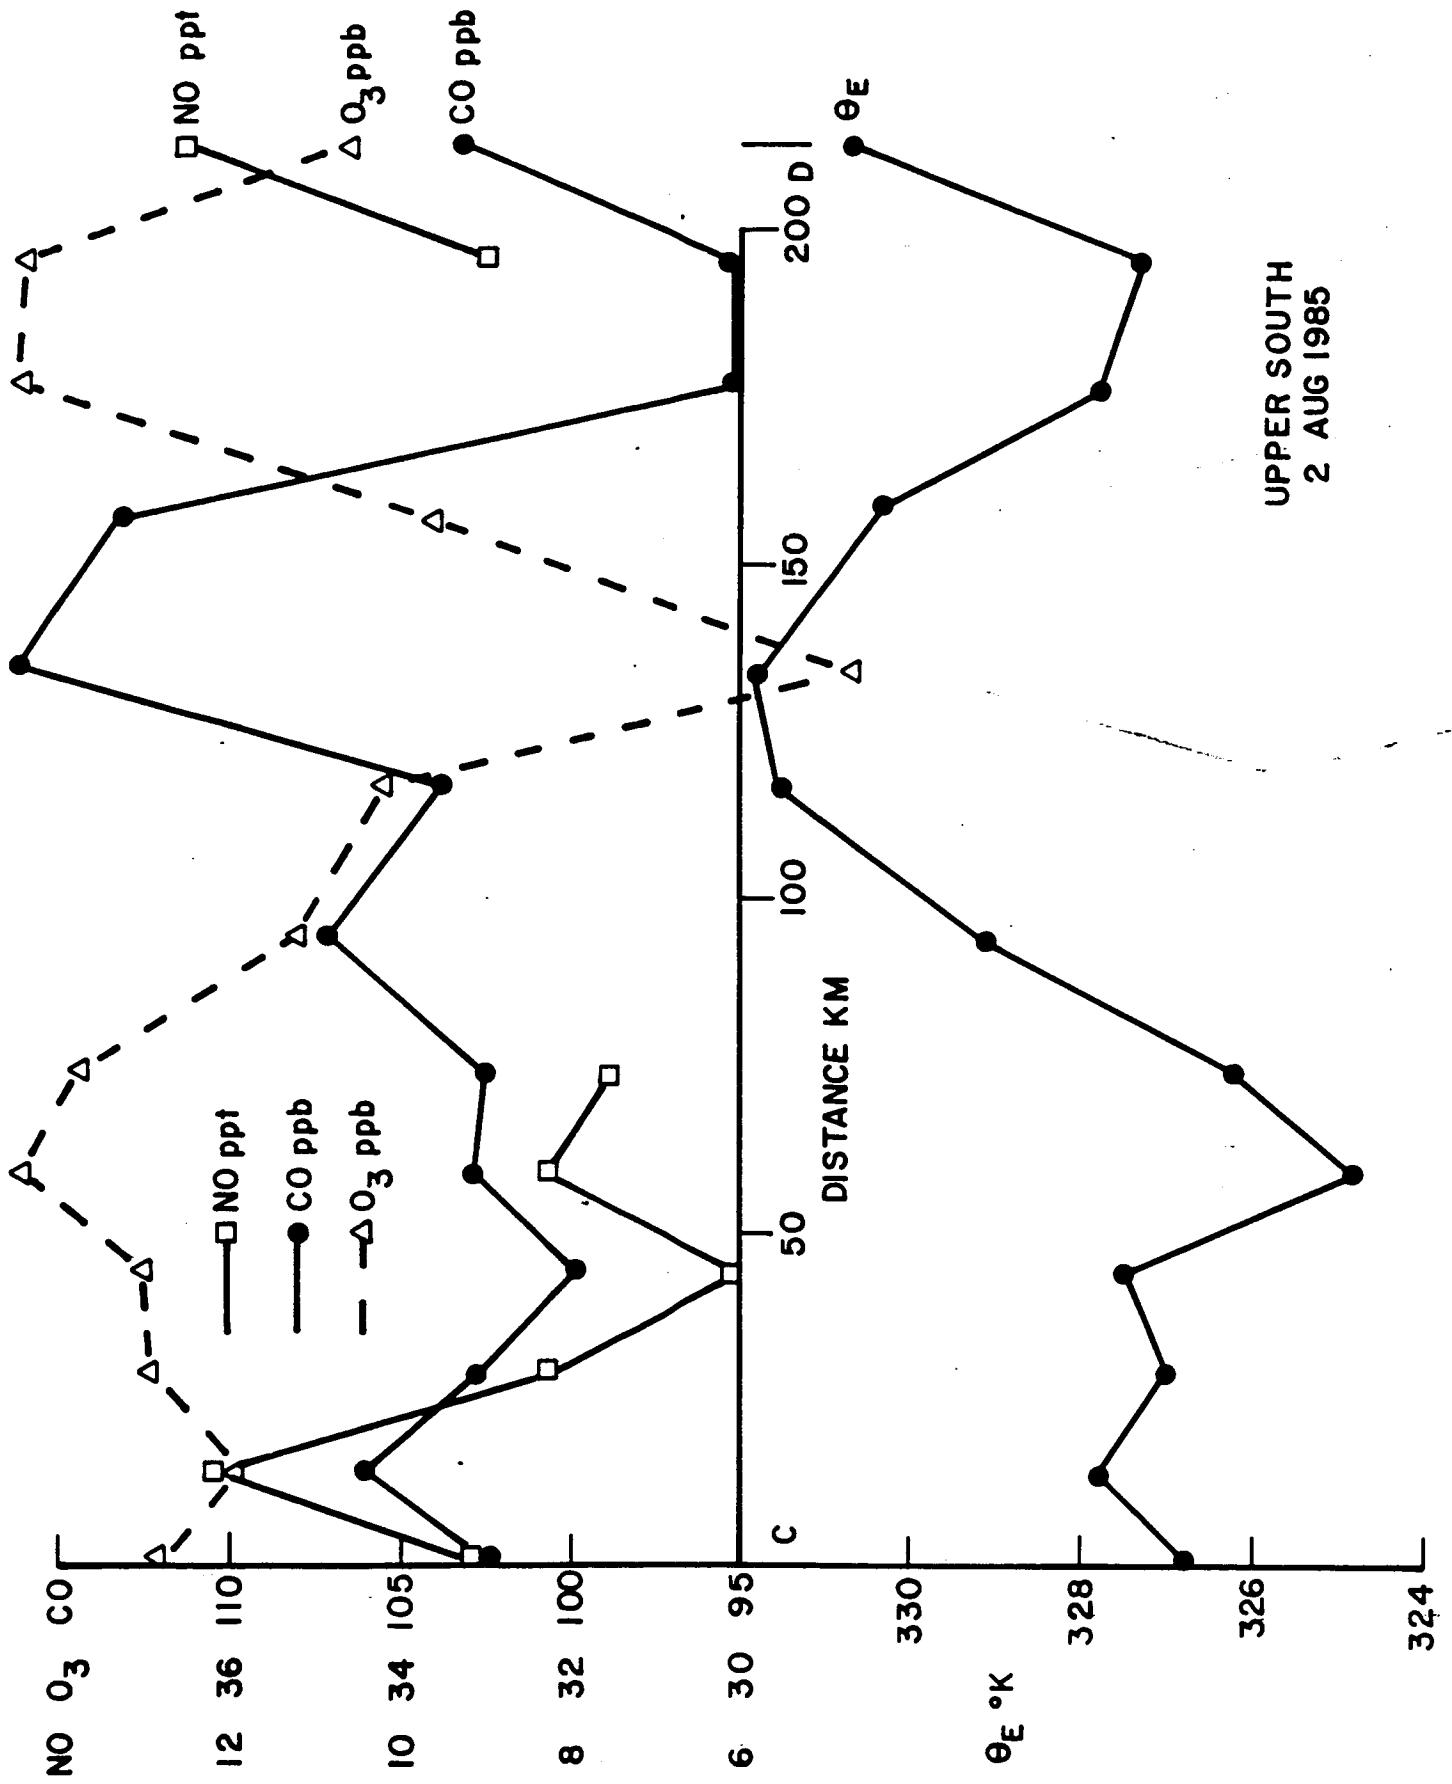 NO O₃ CO
12 36 110
10 34 105
8 32 100
6 30 95
330
328
326
324
θE °K
C
50
100
150
200 D
DISTANCE KM
NO ppt
CO ppb
O₃ ppb
NO ppt
O₃ ppb
CO ppb
θE
UPPER SOUTH
2 AUG 1985